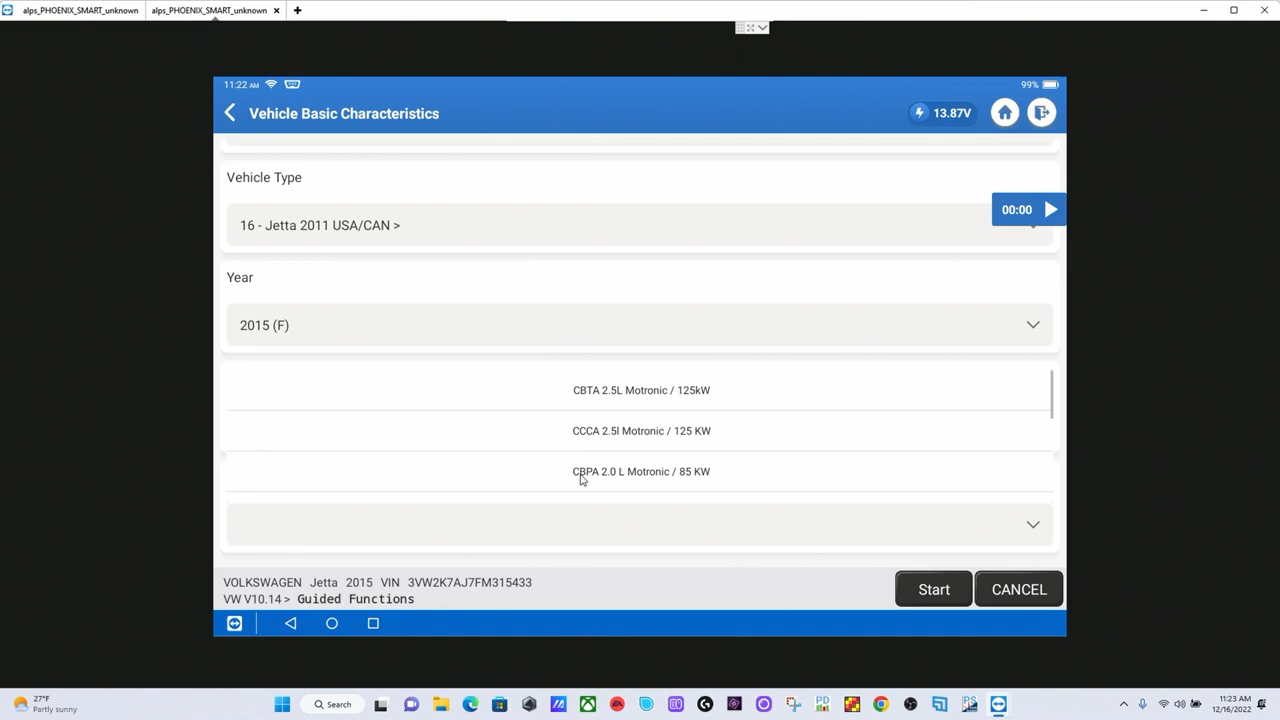 alps_PHOENIX_SMART_unknown
alps_PHOENIX_SMART_unknown
11:22 AM
99%
Vehicle Basic Characteristics
13.87V
Vehicle Type
00:00
16 - Jetta 2011 USA/CAN >
Year
2015 (F)
CBTA 2.5L Motronic / 125kW
CCCA 2.5l Motronic / 125 KW
CBPA 2.0 L Motronic / 85 KW
VOLKSWAGEN Jetta 2015 VIN 3VW2K7AJ7FM315433
VW V10.14 > Guided Functions
Start
CANCEL
27°F
Partly sunny
Search
11:23 AM
12/16/2022